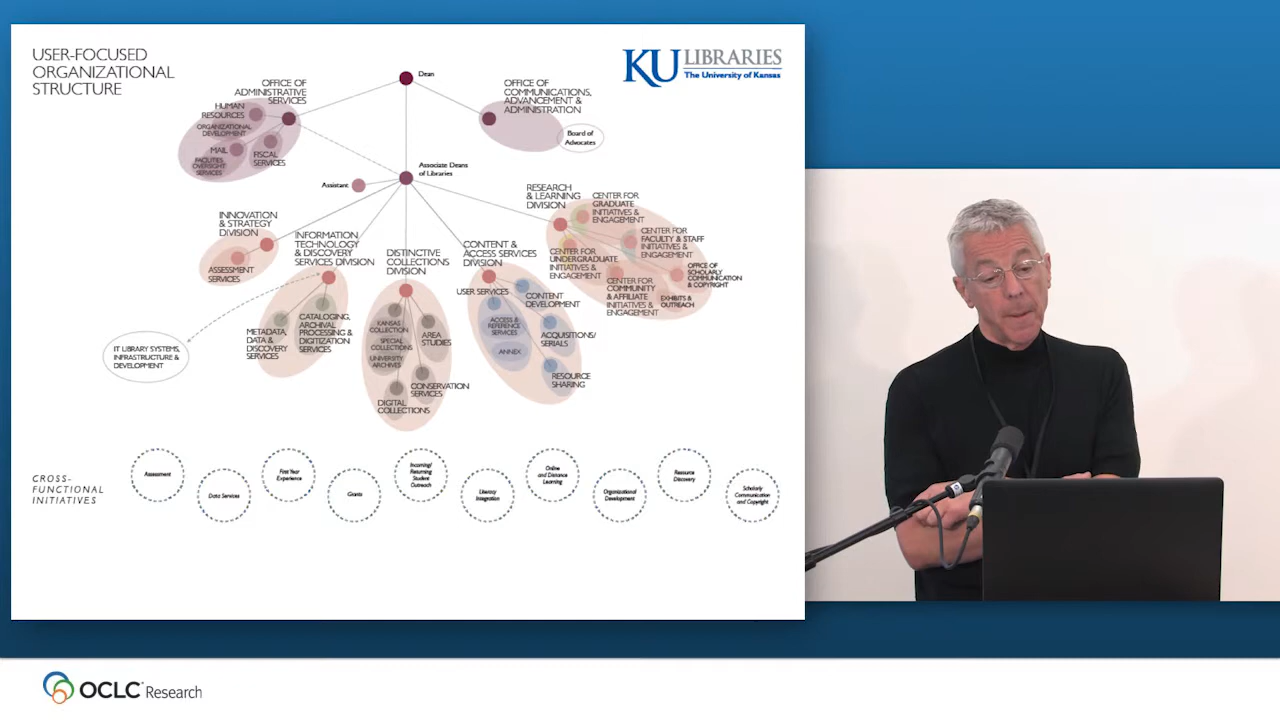 USER-FOCUSED
ORGANIZATIONAL
STRUCTURE
KU LIBRARIES
The University of Kansas
Dean
OFFICE OF
ADMINISTRATIVE
SERVICES
HUMAN
RESOURCES
ORGANIZATIONAL
DEVELOPMENT
MAIL
FACILITIES
OVERSIGHT
SERVICES
FISCAL
SERVICES
OFFICE OF
COMMUNICATIONS,
ADVANCEMENT &
ADMINISTRATION
Board of
Advocates
Associate Deans
of Libraries
Assistant
INNOVATION
& STRATEGY
DIVISION
ASSESSMENT
SERVICES
INFORMATION
TECHNOLOGY
& DISCOVERY
SERVICES DIVISION
METADATA,
DATA &
DISCOVERY
SERVICES
CATALOGING,
ARCHIVAL
PROCESSING &
DIGITIZATION
SERVICES
IT LIBRARY SYSTEMS,
INFRASTRUCTURE &
DEVELOPMENT
DISTINCTIVE
COLLECTIONS
DIVISION
KANSAS
COLLECTION
SPECIAL
COLLECTIONS
UNIVERSITY
ARCHIVES
AREA
STUDIES
CONSERVATION
SERVICES
DIGITAL
COLLECTIONS
CONTENT &
ACCESS SERVICES
DIVISION
USER SERVICES
ACCESS &
REFERENCE
SERVICES
ANNEX
CONTENT
DEVELOPMENT
ACQUISITIONS/
SERIALS
RESOURCE
SHARING
RESEARCH
& LEARNING
DIVISION
CENTER FOR
GRADUATE
INITIATIVES &
ENGAGEMENT
CENTER FOR
UNDERGRADUATE
INITIATIVES &
ENGAGEMENT
CENTER FOR
FACULTY & STAFF
INITIATIVES &
ENGAGEMENT
CENTER FOR
COMMUNITY
& AFFILIATE
INITIATIVES &
ENGAGEMENT
OFFICE OF
SCHOLARLY
COMMUNICATION
& COPYRIGHT
EXHIBITS &
OUTREACH
CROSS-
FUNCTIONAL
INITIATIVES
Assessment
Data Services
First Year
Experience
Grants
Incoming/
Returning
Student
Outreach
Literacy
Integration
Online
and Distance
Learning
Organizational
Development
Resource
Discovery
Scholarly
Communication
and Copyright
OCLC Research